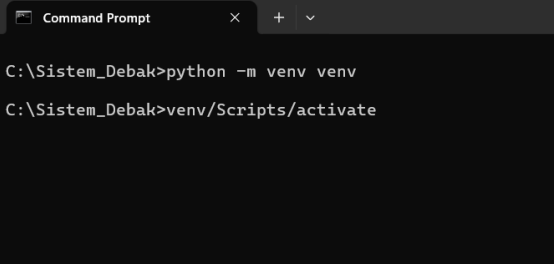 Command Prompt
C:\Sistem_Debak>python -m venv venv
C:\Sistem_Debak>venv/Scripts/activate